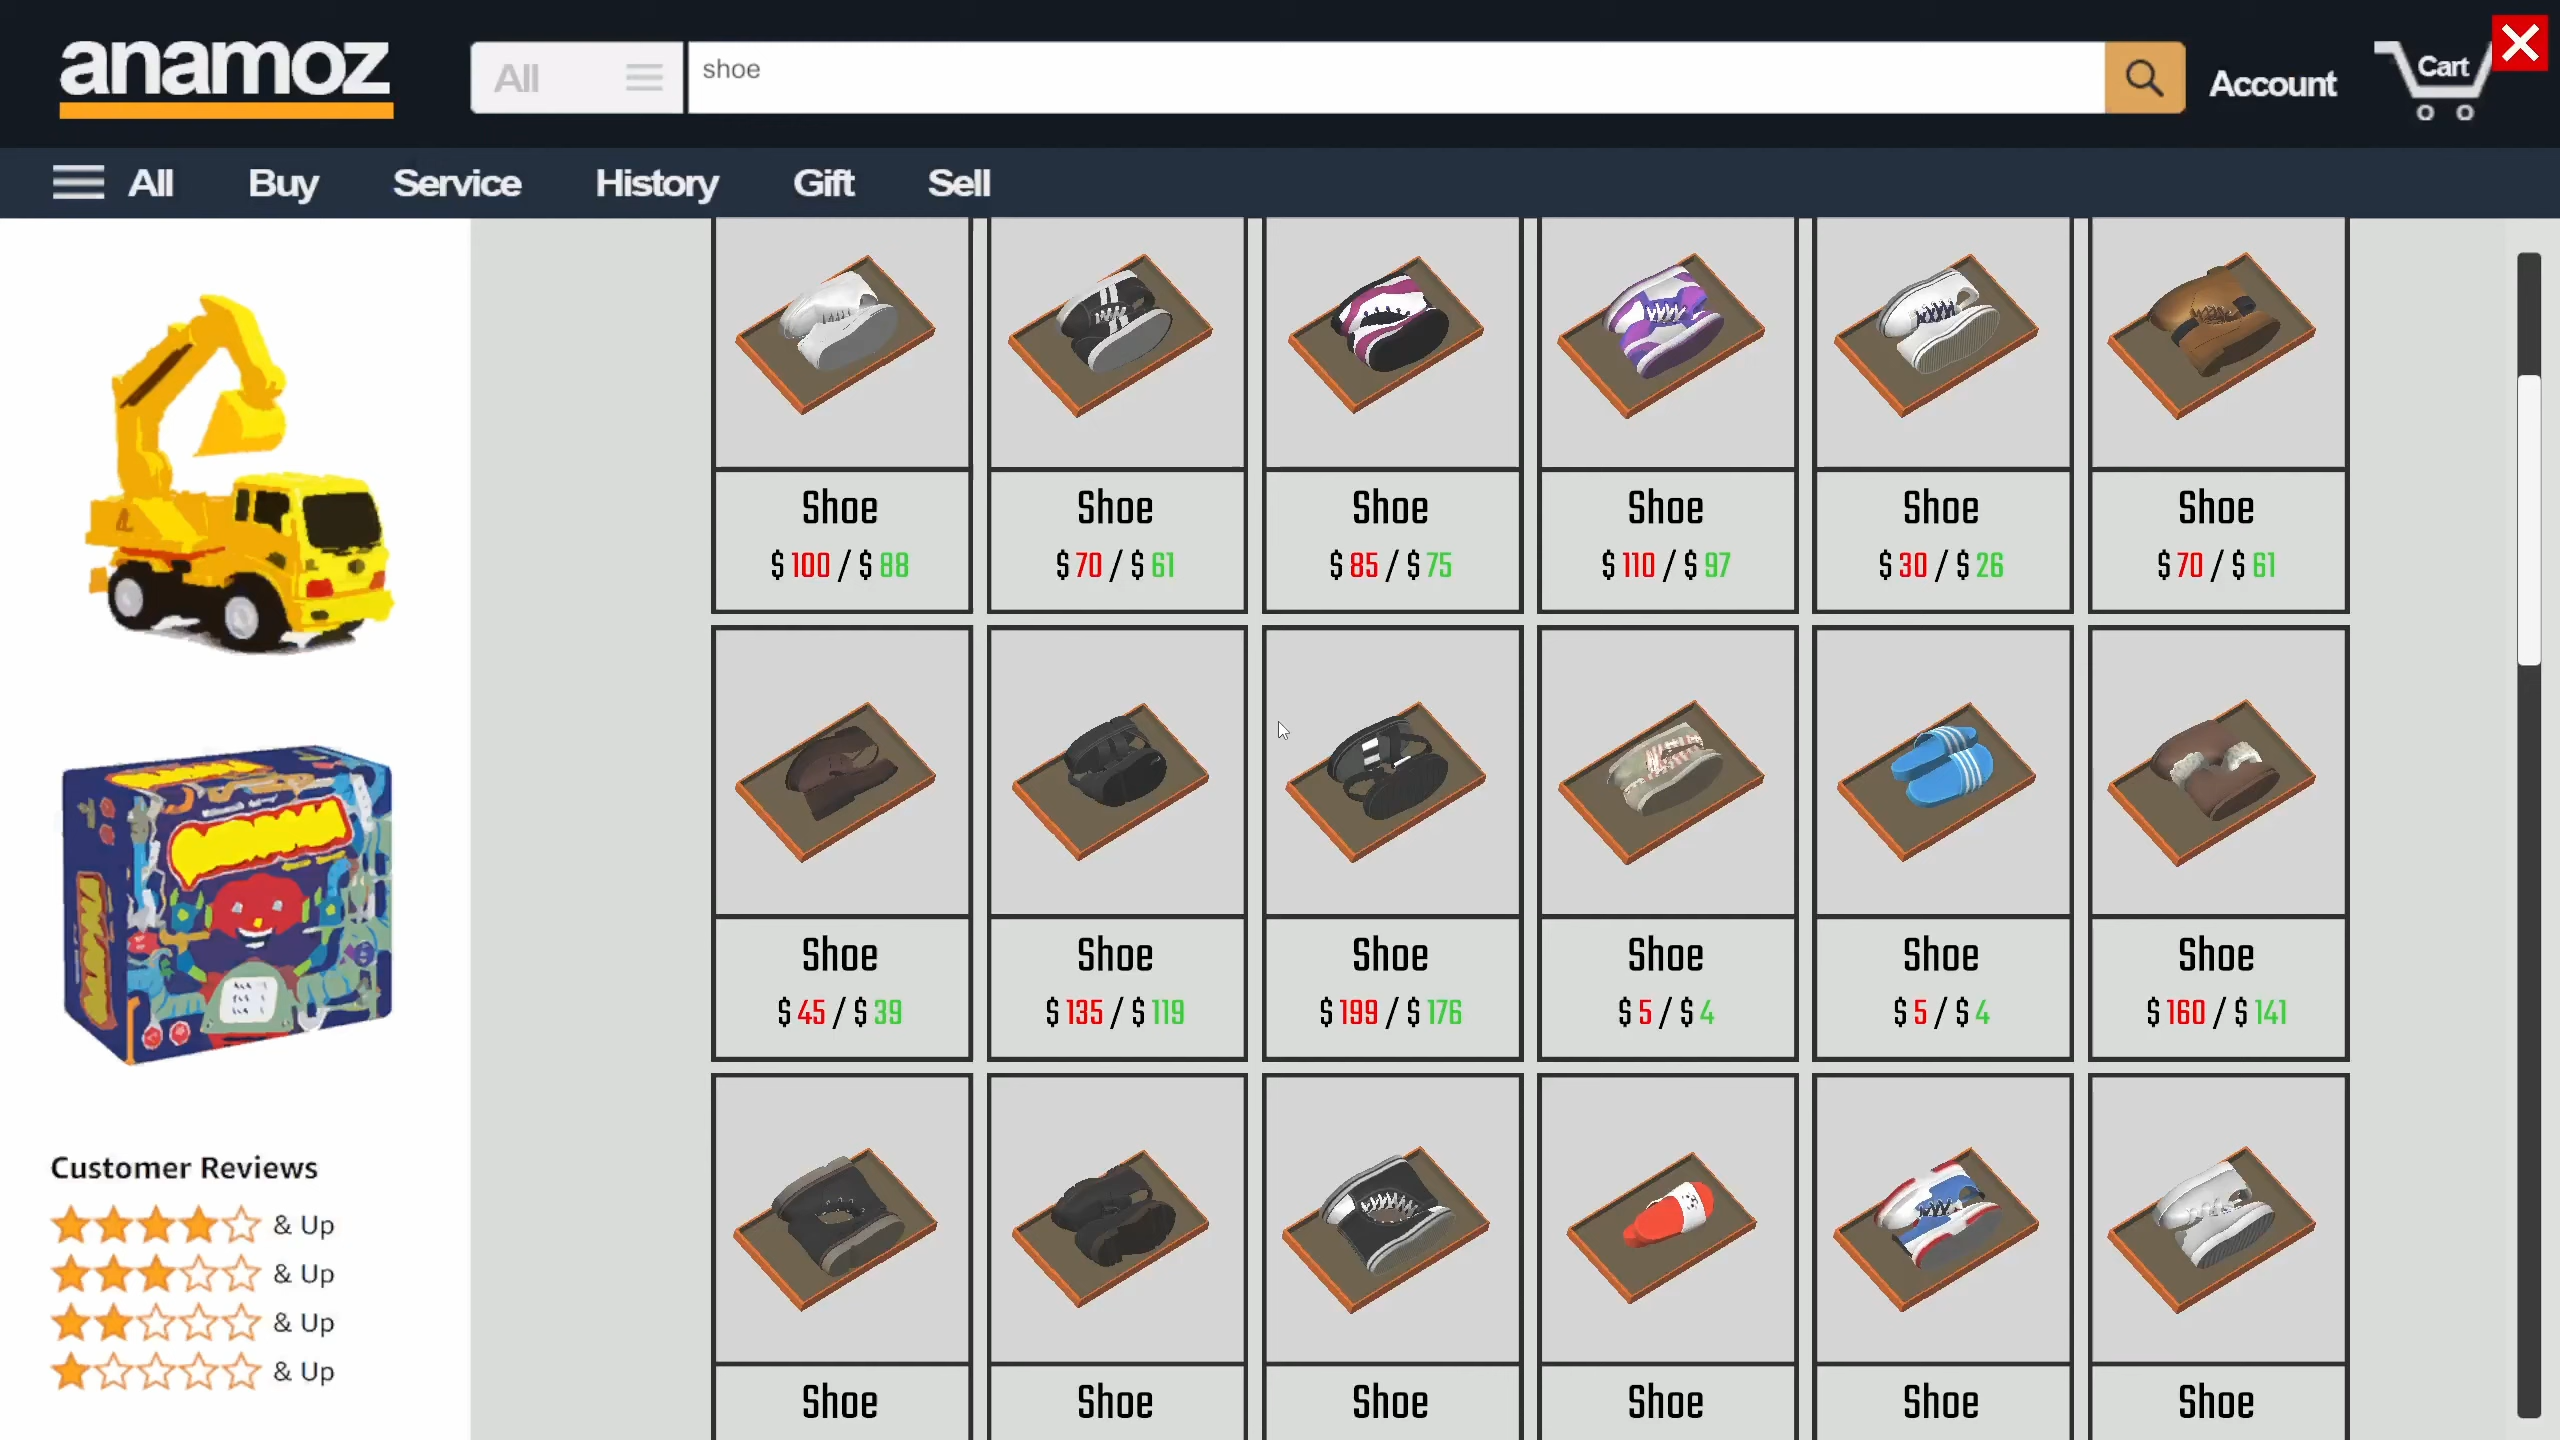 anamoz
All
shoe
Account
Cart
All
Buy
Service
History
Gift
Sell
Shoe
Shoe
Shoe
Shoe
Shoe
Shoe
$ 100 / $ 88
$ 70 / $ 61
$ 85 / $ 75
$ 110 / $ 97
$ 30 / $ 26
$ 70 / $ 61
Shoe
Shoe
Shoe
Shoe
Shoe
Shoe
$ 45 / $ 39
$ 135 / $ 119
$ 199 / $ 176
$ 5 / $ 4
$ 5 / $ 4
$ 160 / $ 141
Customer Reviews
& Up
& Up
& Up
& Up
Shoe
Shoe
Shoe
Shoe
Shoe
Shoe